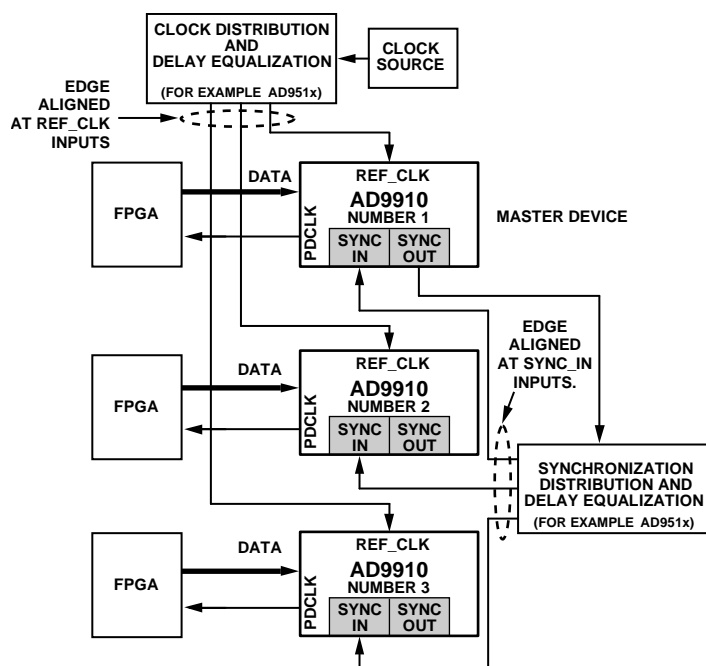 CLOCK DISTRIBUTION
AND
DELAY EQUALIZATION
(FOR EXAMPLE AD951x)
CLOCK
SOURCE
EDGE
ALIGNED
AT REF_CLK
INPUTS
FPGA
DATA
PDCLK
REF_CLK
AD9910
NUMBER 1
SYNC
IN
SYNC
OUT
MASTER DEVICE
EDGE
ALIGNED
AT SYNC_IN
INPUTS.
FPGA
DATA
PDCLK
REF_CLK
AD9910
NUMBER 2
SYNC
IN
SYNC
OUT
SYNCHRONIZATION
DISTRIBUTION AND
DELAY EQUALIZATION
(FOR EXAMPLE AD951x)
FPGA
DATA
PDCLK
REF_CLK
AD9910
NUMBER 3
SYNC
IN
SYNC
OUT